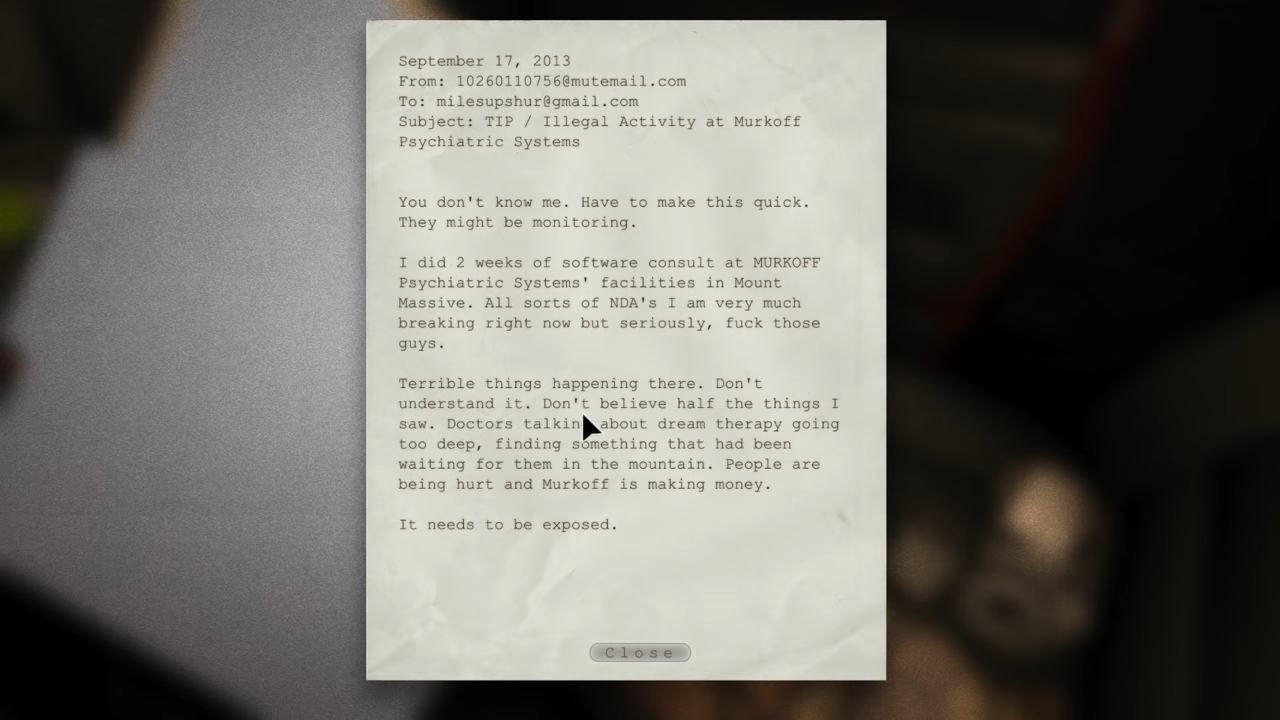 September 17, 2013
From: 10260110756@mutemail.com
To: milesupshur@gmail.com
Subject: TIP / Illegal Activity at Murkoff
Psychiatric Systems
You don't know me. Have to make this quick.
They might be monitoring.
I did 2 weeks of software consult at MURKOFF
Psychiatric Systems' facilities in Mount
Massive. All sorts of NDA's I am very much
breaking right now but seriously, fuck those
guys.
Terrible things happening there. Don't
understand it. Don't believe half the things I
saw. Doctors talking about dream therapy going
too deep, finding something that had been
waiting for them in the mountain. People are
being hurt and Murkoff is making money.
It needs to be exposed.
Close